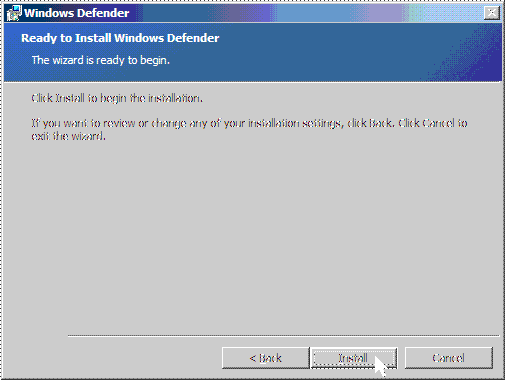 Windows Defender
Ready to Install Windows Defender
The wizard is ready to begin.
Click Install to begin the installation.
If you want to review or change any of your installation settings, click Back. Click Cancel to
exit the wizard.
< Back
Install
Cancel